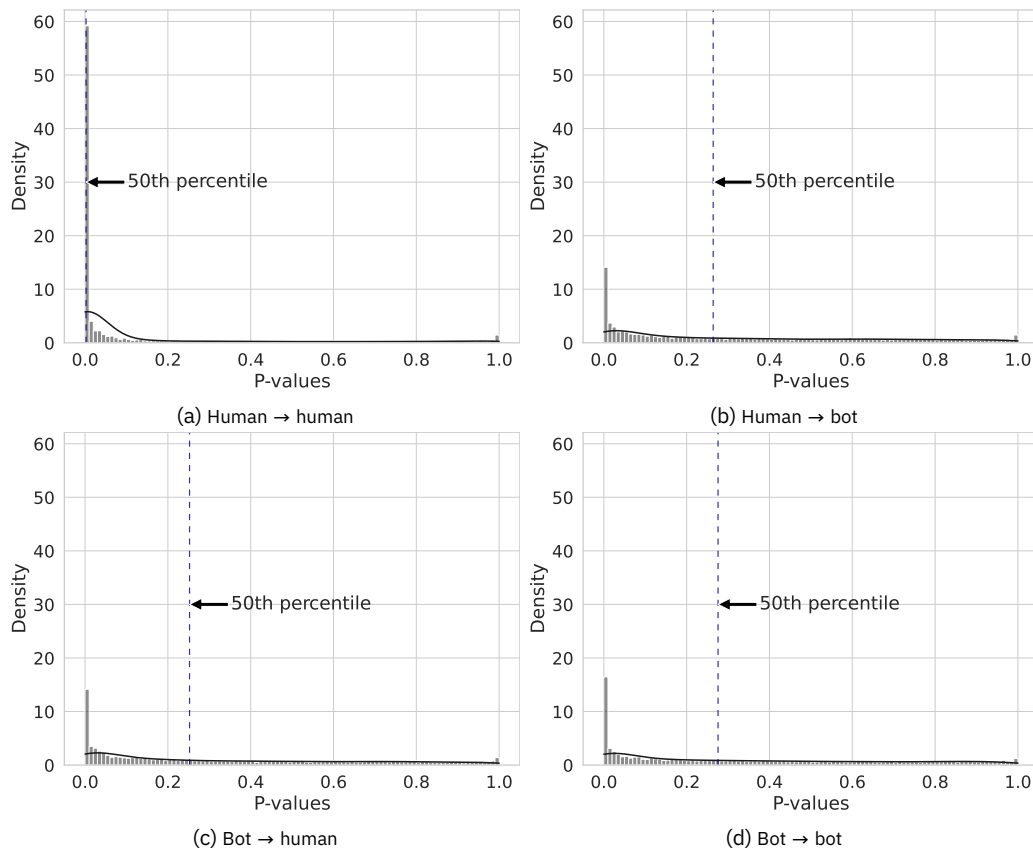 60
50
40
30
20
10
0
Density
50th percentile
0.0 0.2 0.4 0.6 0.8 1.0
P-values
(a) Human → human
60
50
40
30
20
10
0
Density
50th percentile
0.0 0.2 0.4 0.6 0.8 1.0
P-values
(b) Human → bot
60
50
40
30
20
10
0
Density
50th percentile
0.0 0.2 0.4 0.6 0.8 1.0
P-values
(c) Bot → human
60
50
40
30
20
10
0
Density
50th percentile
0.0 0.2 0.4 0.6 0.8 1.0
P-values
(d) Bot → bot